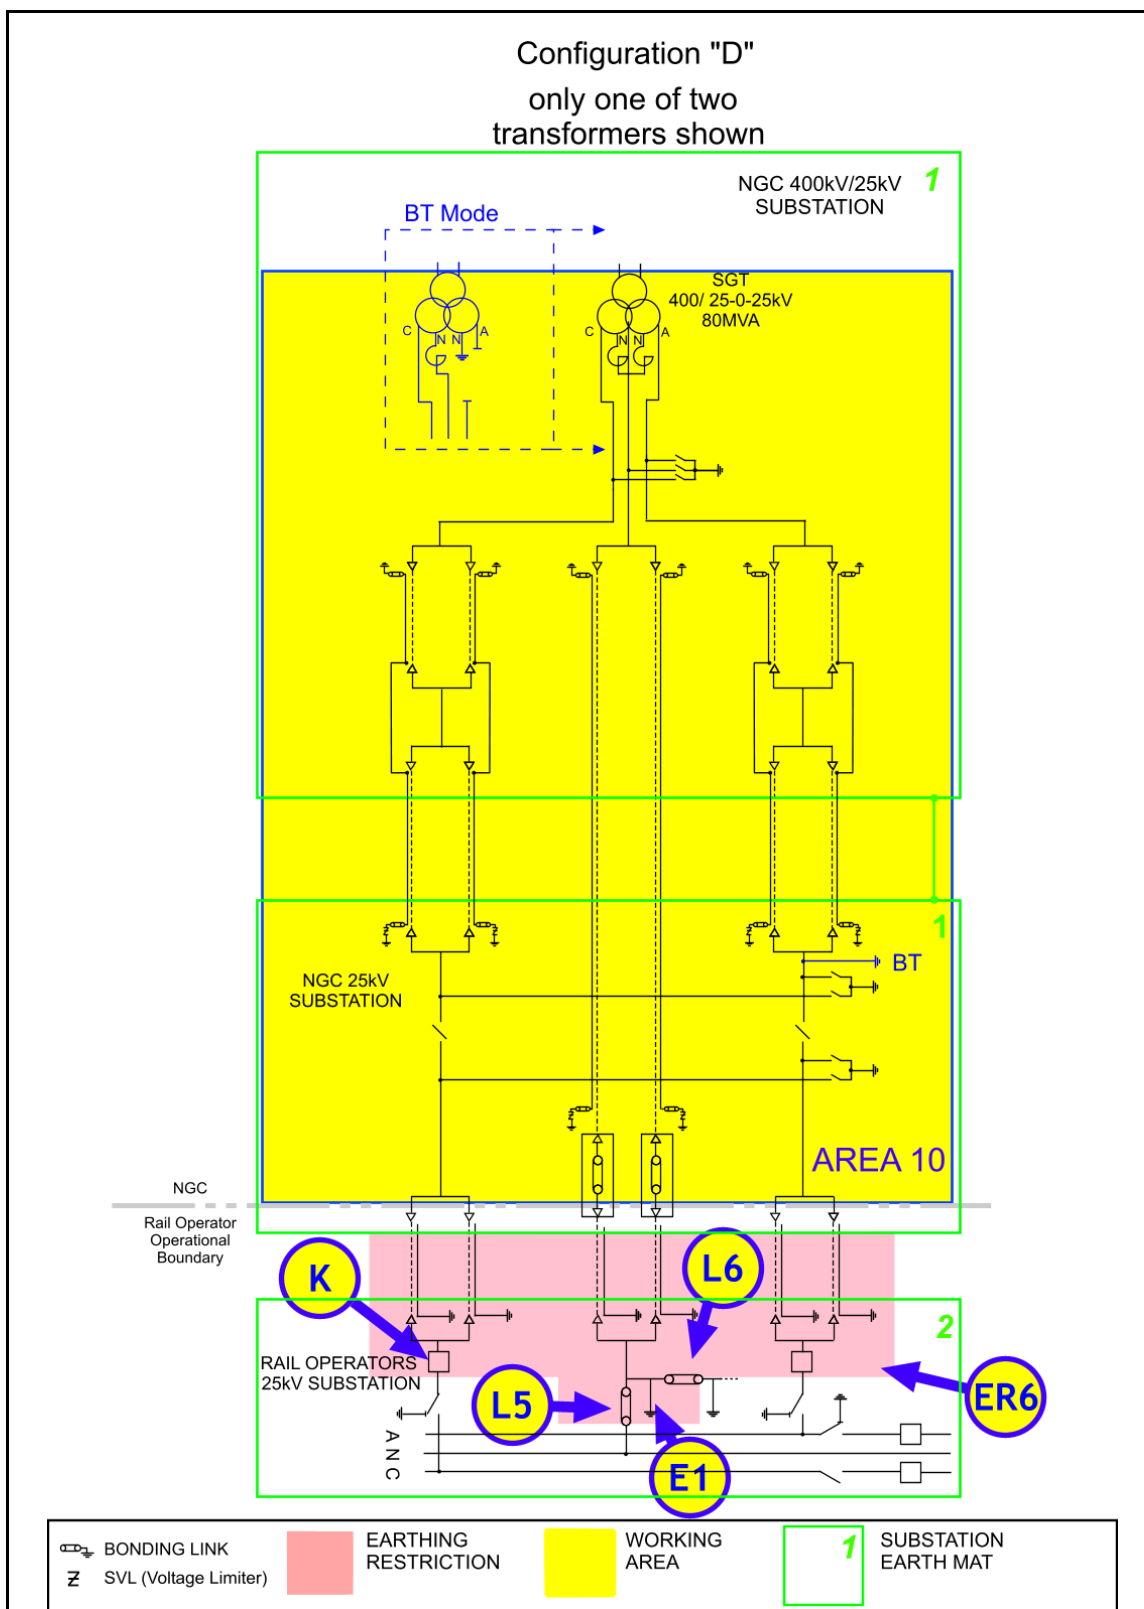 Configuration "D"
only one of two
transformers shown
NGC 400kV/25kV
SUBSTATION
1
BT Mode
SGT
400/ 25-0-25kV
80MVA
C N N A
C N N A
1
BT
NGC 25kV
SUBSTATION
AREA 10
NGC
Rail Operator
Operational
Boundary
K
L6
2
RAIL OPERATORS
25kV SUBSTATION
L5
ER6
E1
A
N
C
BONDING LINK
SVL (Voltage Limiter)
EARTHING
RESTRICTION
WORKING
AREA
1
SUBSTATION
EARTH MAT